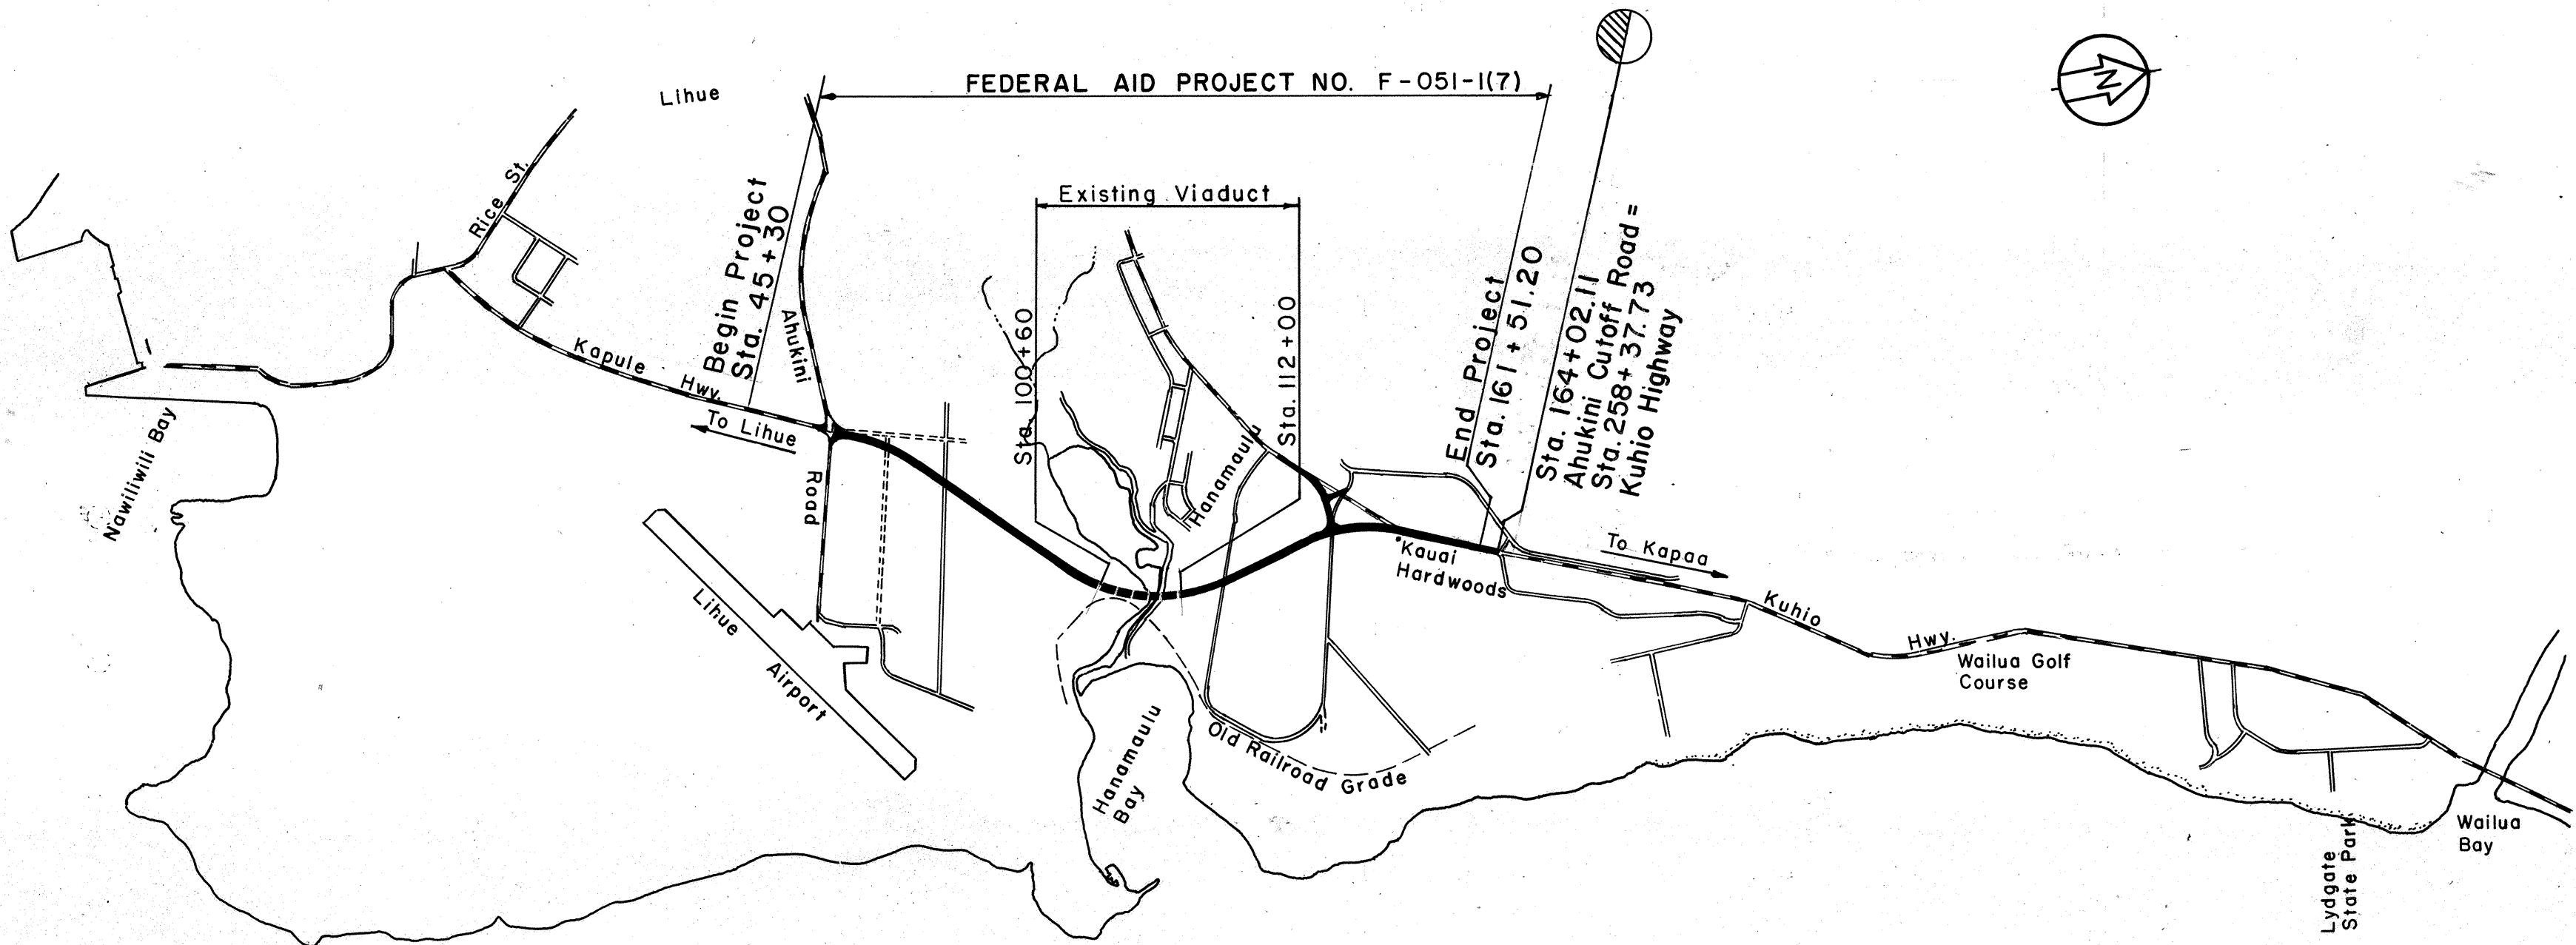 FEDERAL AID PROJECT NO. F-051-1(7)
Lihue
N
Rice St.
Existing Viaduct
Begin Project
Sta. 45+30
Ahukini
Road
Kapule Hwy.
To Lihue
Sta. 100+60
Sta. 112+00
Hanamaulu
End Project
Sta. 161 + 51.20
Sta. 164+02.11
Ahukini Cutoff Road =
Sta. 258+37.73
Kuhio Highway
Nawiliwili Bay
Lihue Airport
Kauai
Hardwoods
To Kapaa
Kuhio Hwy.
Wailua Golf
Course
Hanamaulu
Bay
Old Railroad Grade
Lydgate
State Park
Wailua
Bay